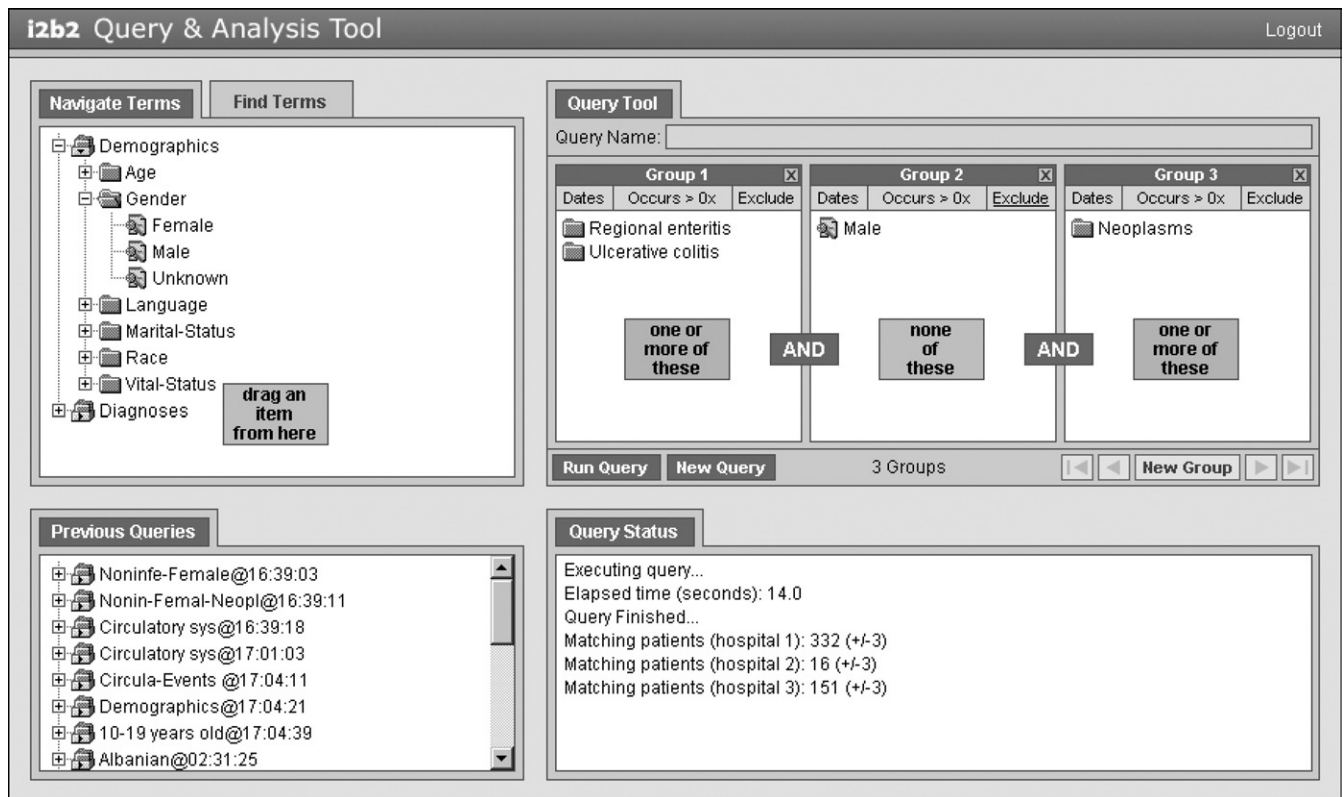 i2b2 Query & Analysis Tool
Logout
Navigate Terms
Find Terms
Demographics
Age
Gender
Female
Male
Unknown
Language
Marital-Status
Race
Vital-Status
Diagnoses
drag an
item
from here
Query Tool
Query Name:
Group 1 X
Dates Occurs > 0x Exclude
Regional enteritis
Ulcerative colitis
one or
more of
these
AND
Group 2 X
Dates Occurs > 0x Exclude
Male
none
of
these
AND
Group 3 X
Dates Occurs > 0x Exclude
Neoplasms
one or
more of
these
Run Query New Query 3 Groups New Group
Previous Queries
Noninfe-Female@16:39:03
Nonin-Femal-Neopl@16:39:11
Circulatory sys@16:39:18
Circulatory sys@17:01:03
Circula-Events @17:04:11
Demographics@17:04:21
10-19 years old@17:04:39
Albanian@02:31:25
Query Status
Executing query...
Elapsed time (seconds): 14.0
Query Finished...
Matching patients (hospital 1): 332 (+/-3)
Matching patients (hospital 2): 16 (+/-3)
Matching patients (hospital 3): 151 (+/-3)